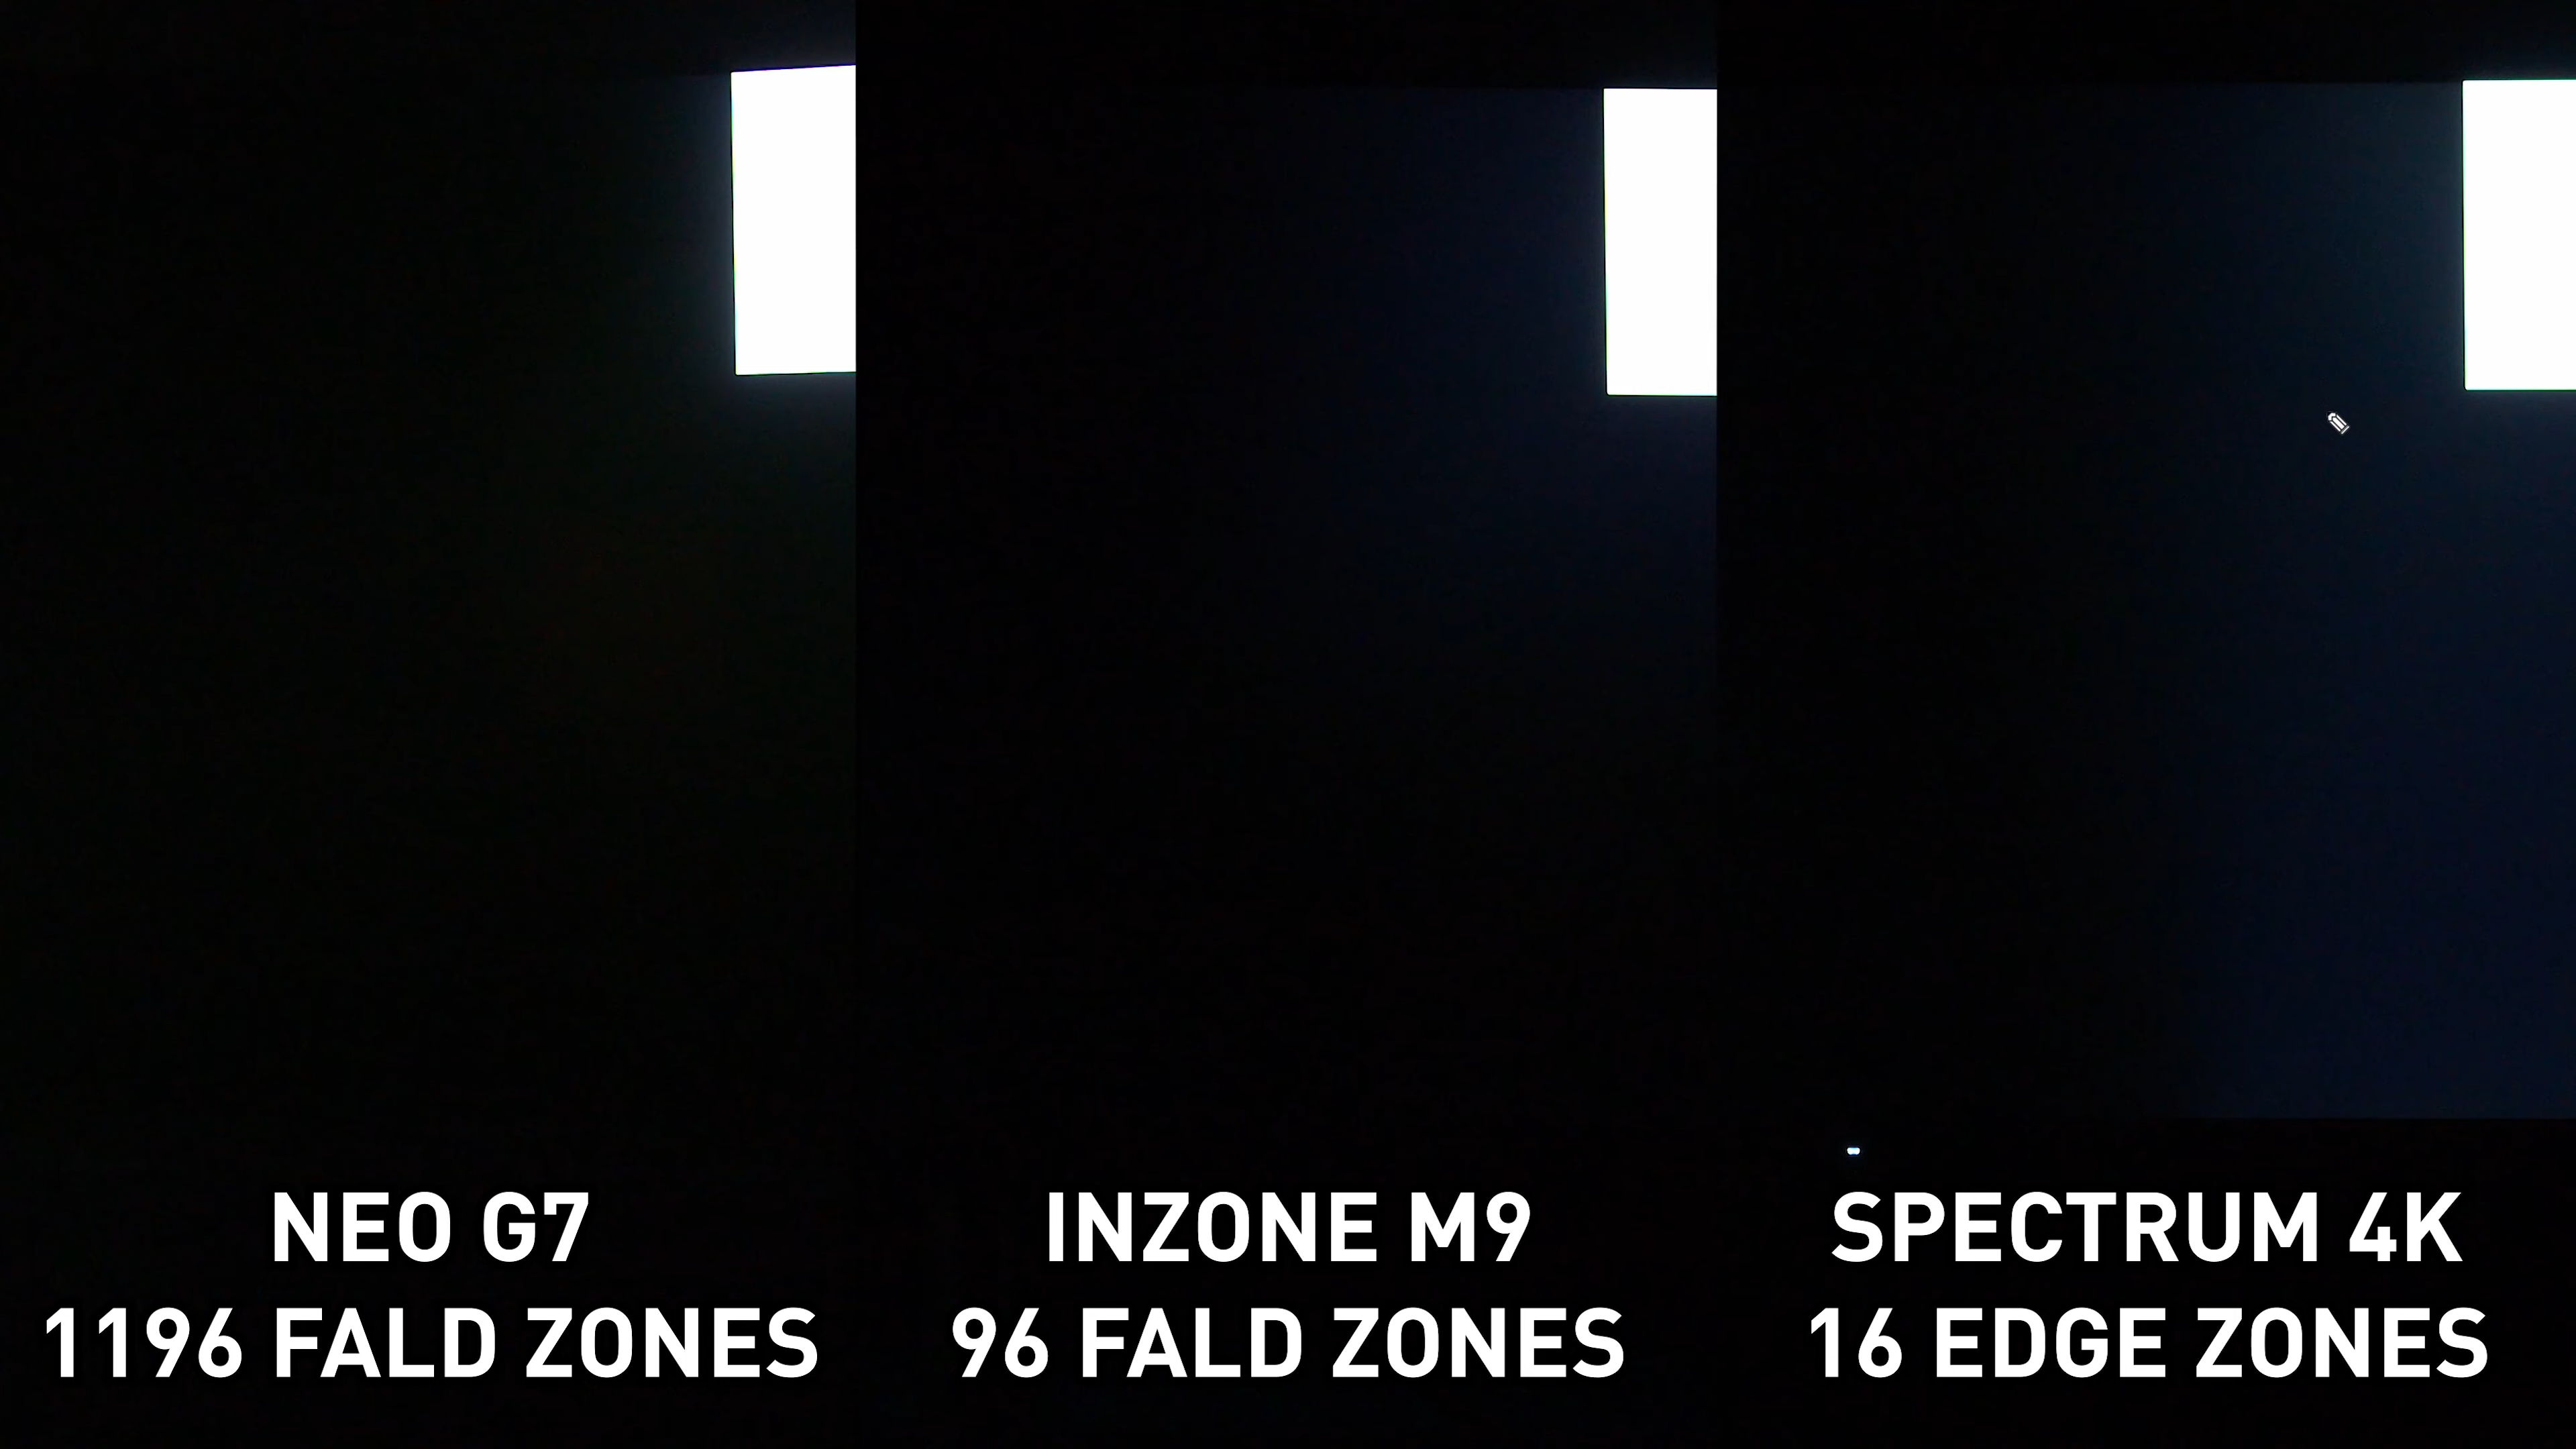 NEO G7
1196 FALD ZONES
INZONE M9
96 FALD ZONES
SPECTRUM 4K
16 EDGE ZONES